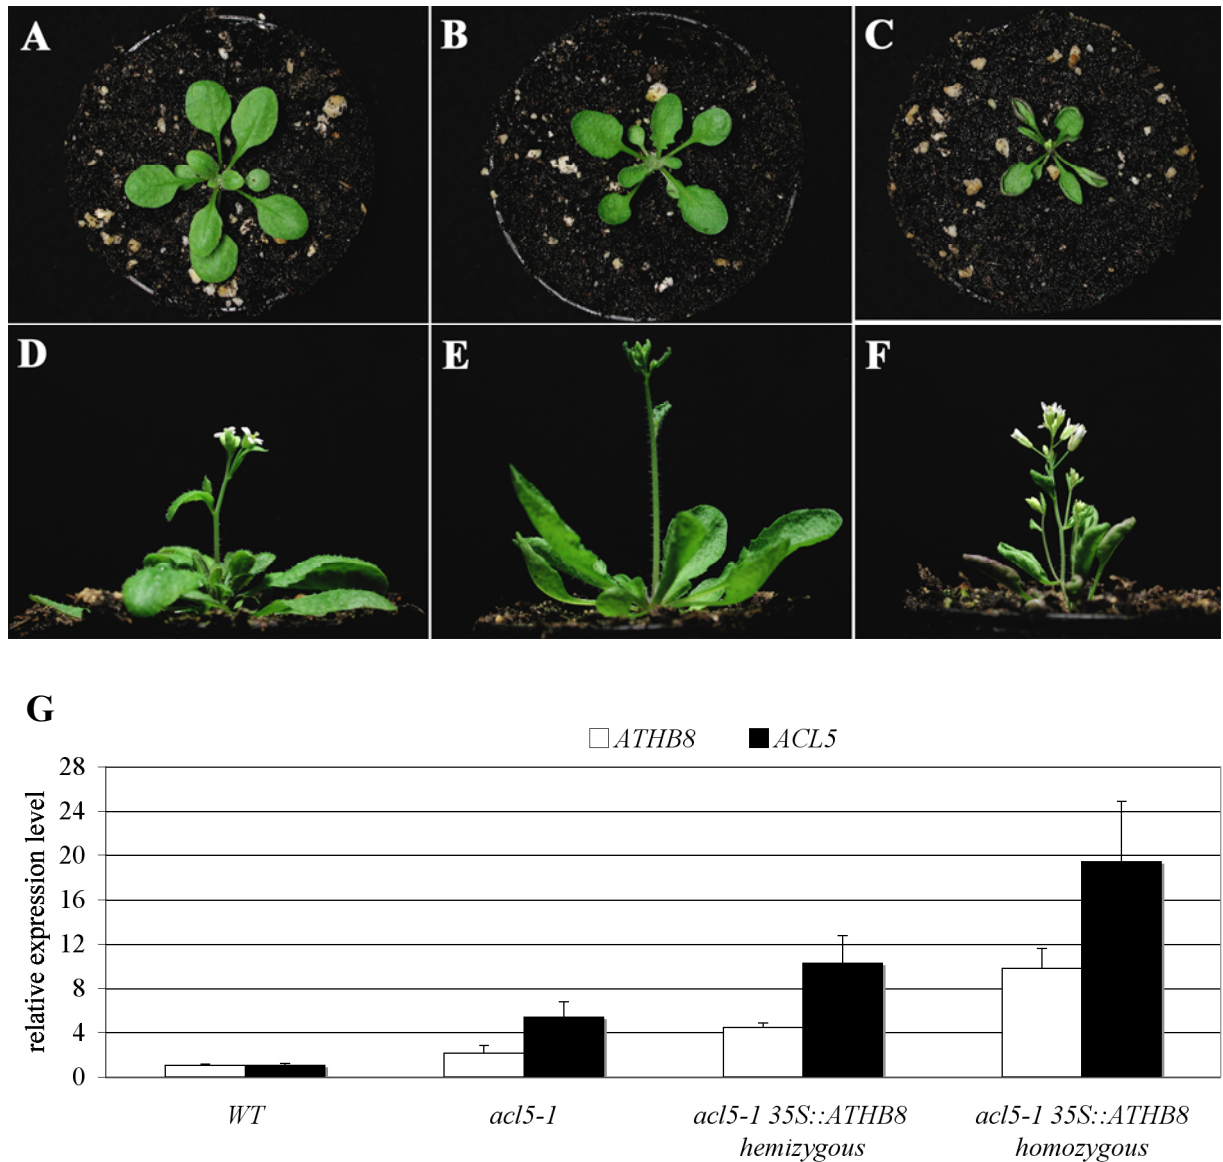 A
B
C
D
E
F
G
ATHB8
ACL5
relative expression level
28
24
20
16
12
8
4
0
WT
acl5-1
acl5-1 35S::ATHB8
hemizygous
acl5-1 35S::ATHB8
homozygous